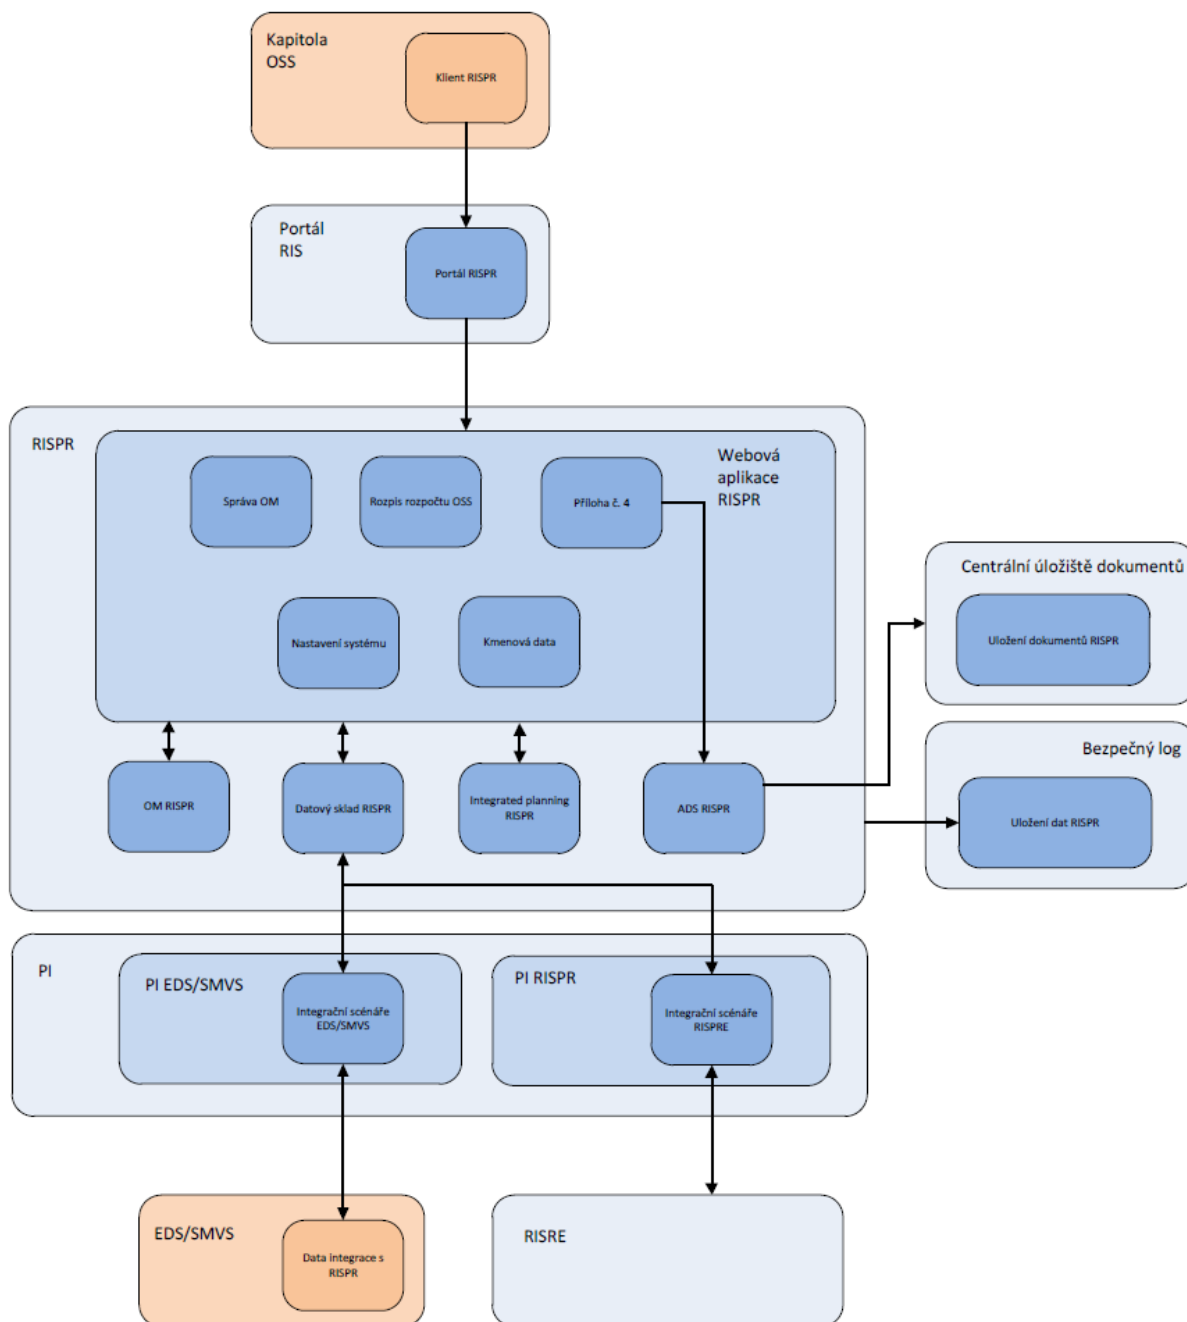 Kapitola
OSS
Klient RISPR
Portál
RIS
Portál RISPR
RISPR
Webová
aplikace
RISPR
Správa OM
Rozpis rozpočtu OSS
Příloha č. 4
Nastavení systému
Kmenová data
Centrální úložiště dokumentů
Uložení dokumentů RISPR
Bezpečný log
Uložení dat RISPR
OM RISPR
Datový sklad RISPR
Integrated planning
RISPR
ADS RISPR
PI
PI EDS/SMVS
Integrační scénáře
EDS/SMVS
PI RISPR
Integrační scénáře
RISPRE
EDS/SMVS
Data integrace s
RISPR
RISRE